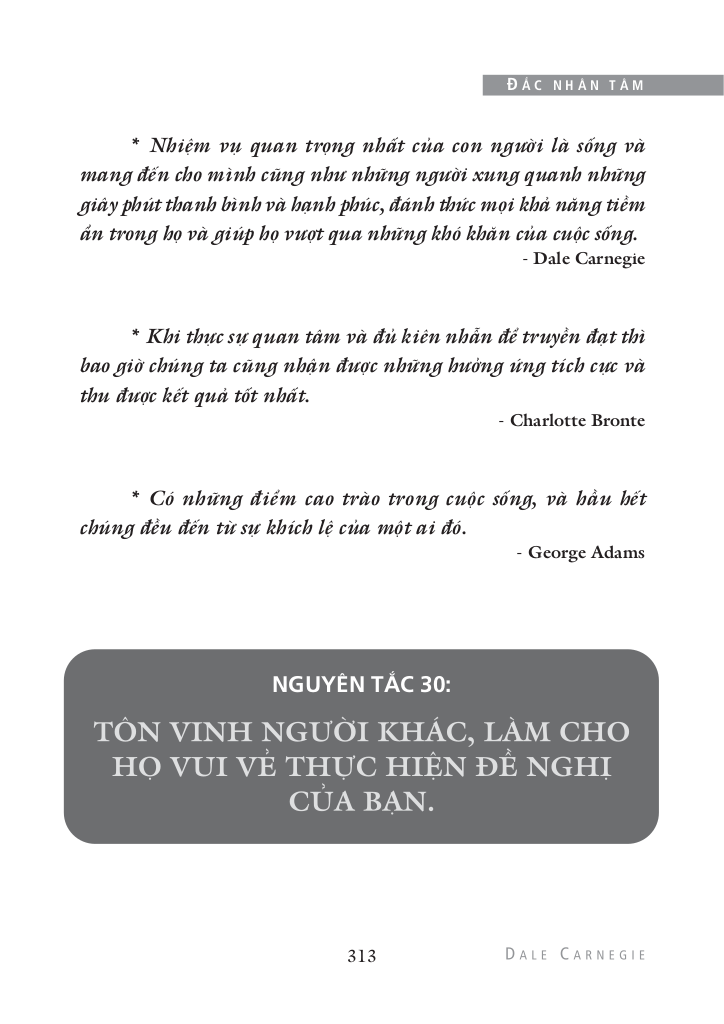 ĐẮC NHÂN TÂM
* Nhiệm vụ quan trọng nhất của con người là sống và
mang đến cho mình cũng như những người xung quanh những
giây phút thanh bình và hạnh phúc, đánh thức mọi khả năng tiềm
ẩn trong họ và giúp họ vượt qua những khó khăn của cuộc sống.
- Dale Carnegie
* Khi thực sự quan tâm và đủ kiên nhẫn để truyền đạt thì
bao giờ chúng ta cũng nhận được những hưởng ứng tích cực và
thu được kết quả tốt nhất.
- Charlotte Bronte
* Có những điểm cao trào trong cuộc sống, và hầu hết
chúng đều đến từ sự khích lệ của một ai đó.
- George Adams
NGUYÊN TẮC 30:
TÔN VINH NGƯỜI KHÁC, LÀM CHO
HỌ VUI VẺ THỰC HIỆN ĐỀ NGHỊ
CỦA BẠN.
313
DALE CARNEGIE